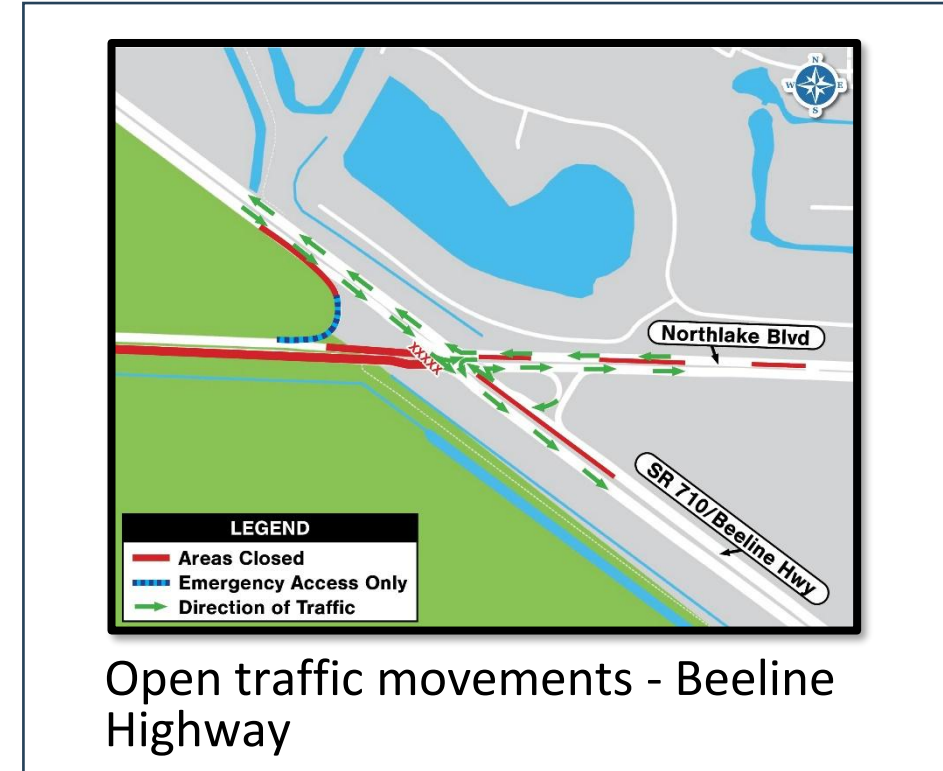 N
W E
S
Northlake Blvd
SR 710/Beeline Hwy
XXXXX
LEGEND
Areas Closed
Emergency Access Only
Direction of Traffic
Open traffic movements - Beeline
Highway